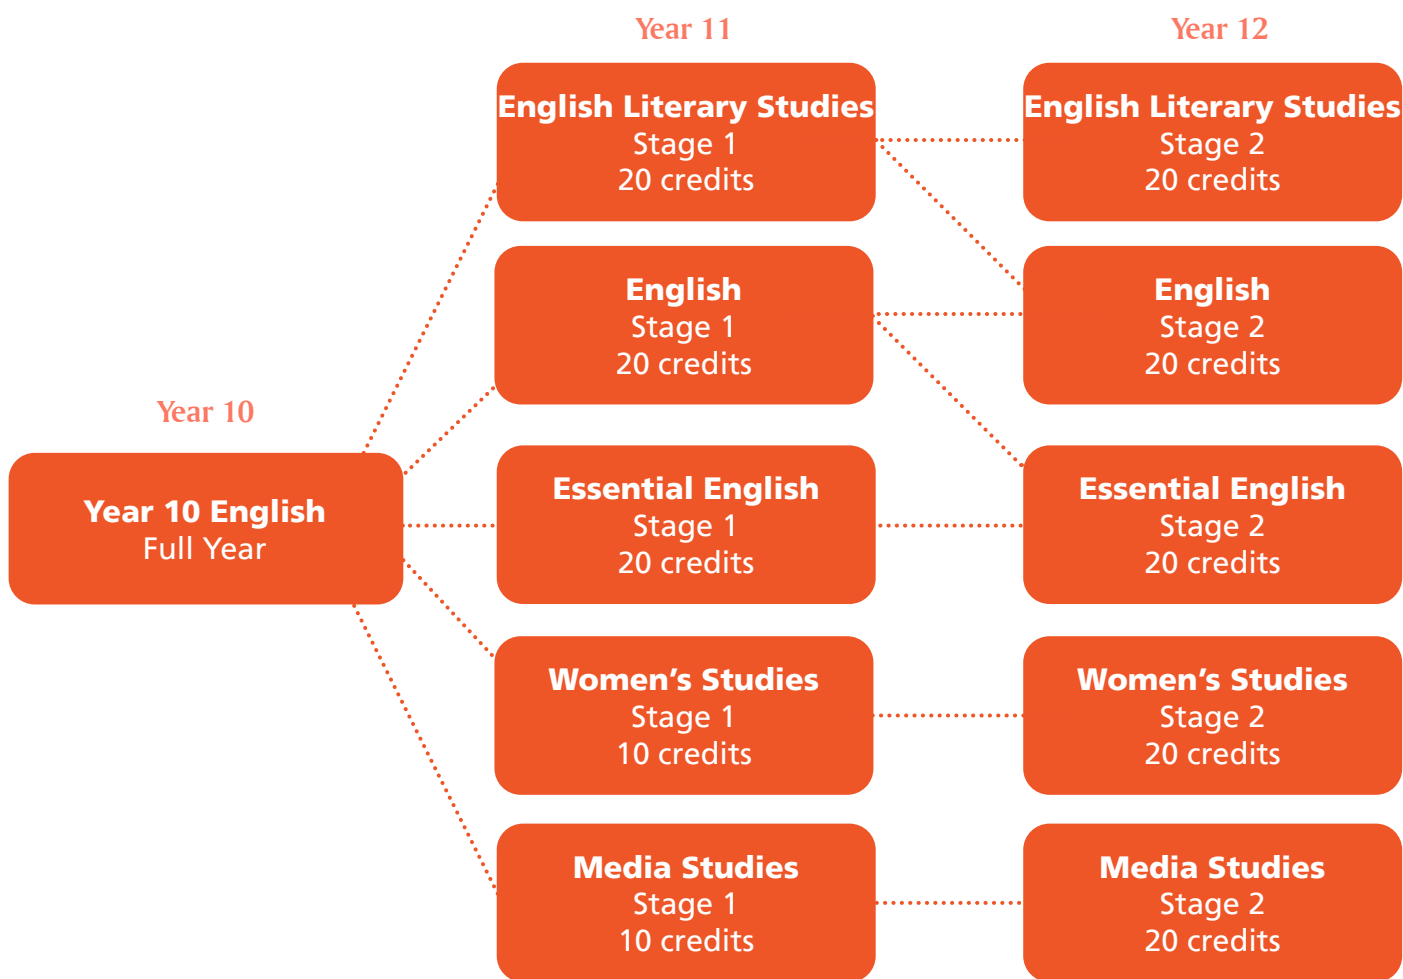 Year 11
Year 12
English Literary Studies
Stage 1
20 credits
English Literary Studies
Stage 2
20 credits
English
Stage 1
20 credits
English
Stage 2
20 credits
Year 10
Year 10 English
Full Year
Essential English
Stage 1
20 credits
Essential English
Stage 2
20 credits
Women’s Studies
Stage 1
10 credits
Women’s Studies
Stage 2
20 credits
Media Studies
Stage 1
10 credits
Media Studies
Stage 2
20 credits